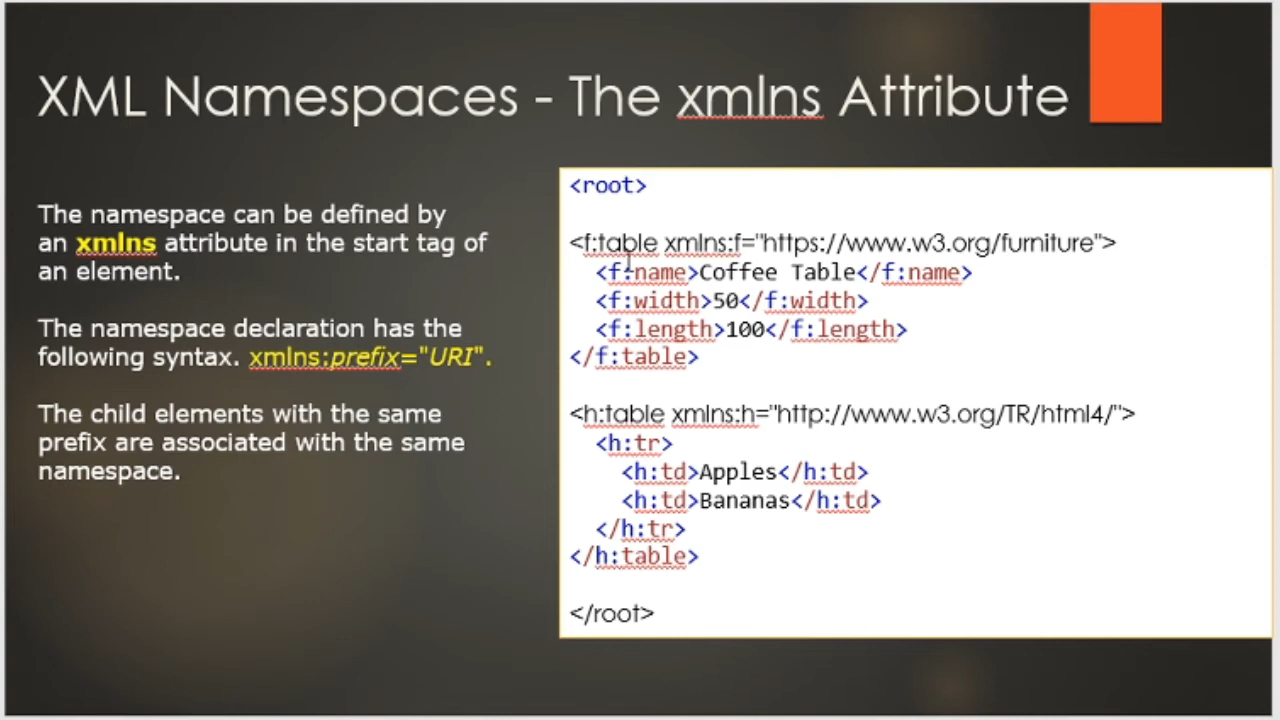 XML Namespaces - The xmlns Attribute
The namespace can be defined by
an xmlns attribute in the start tag of
an element.
The namespace declaration has the
following syntax. xmlns:prefix="URI".
The child elements with the same
prefix are associated with the same
namespace.
<root>
<f:table xmlns:f="https://www.w3.org/furniture">
<f:name>Coffee Table</f:name>
<f:width>50</f:width>
<f:length>100</f:length>
</f:table>
<h:table xmlns:h="http://www.w3.org/TR/html4/">
<h:tr>
<h:td>Apples</h:td>
<h:td>Bananas</h:td>
</h:tr>
</h:table>
</root>